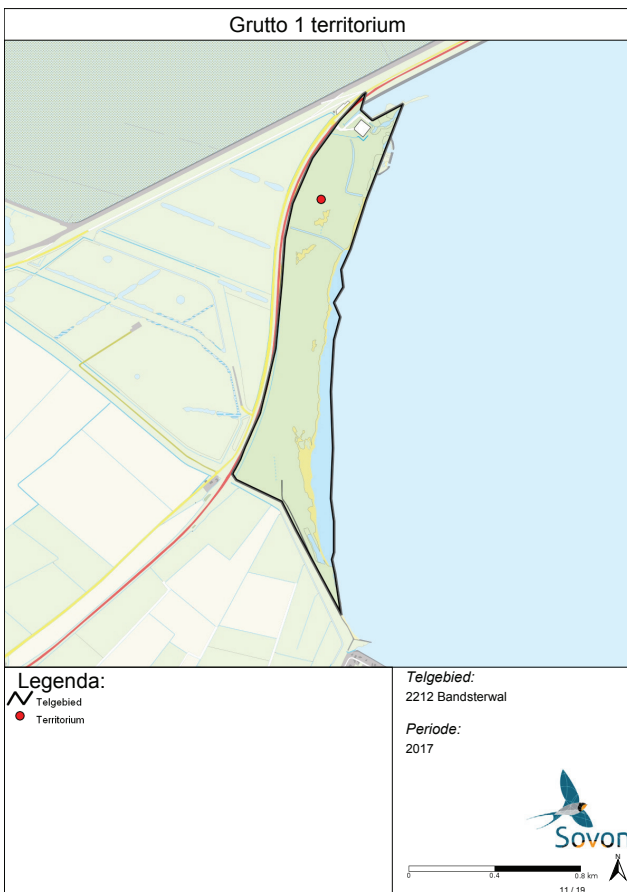 Grutto 1 territorium
Legenda:
Telgebied
Territorium
Telgebied:
2212 Bandsterwal
Periode:
2017
Sovon
N
0 0.4 0.8 km
11 / 19